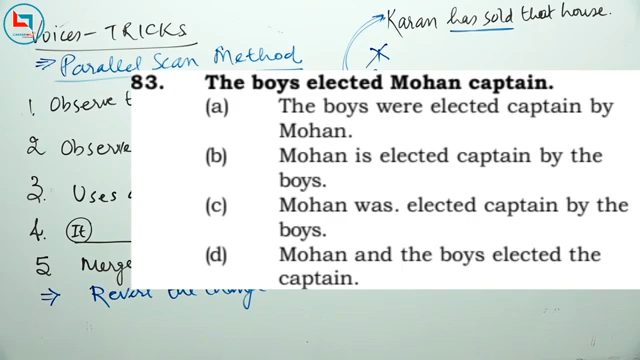 Karan has sold that house.
Voices - TRICKS
⇒ Parallel Scan Method
83. The boys elected Mohan captain.
1. Observe
(a) The boys were elected captain by
Mohan.
2 Observe
(b) Mohan is elected captain by the
boys.
3. Uses
(c) Mohan was. elected captain by the
boys.
4. It
(d) Mohan and the boys elected the
captain.
5 Merge
⇒ Revert the change